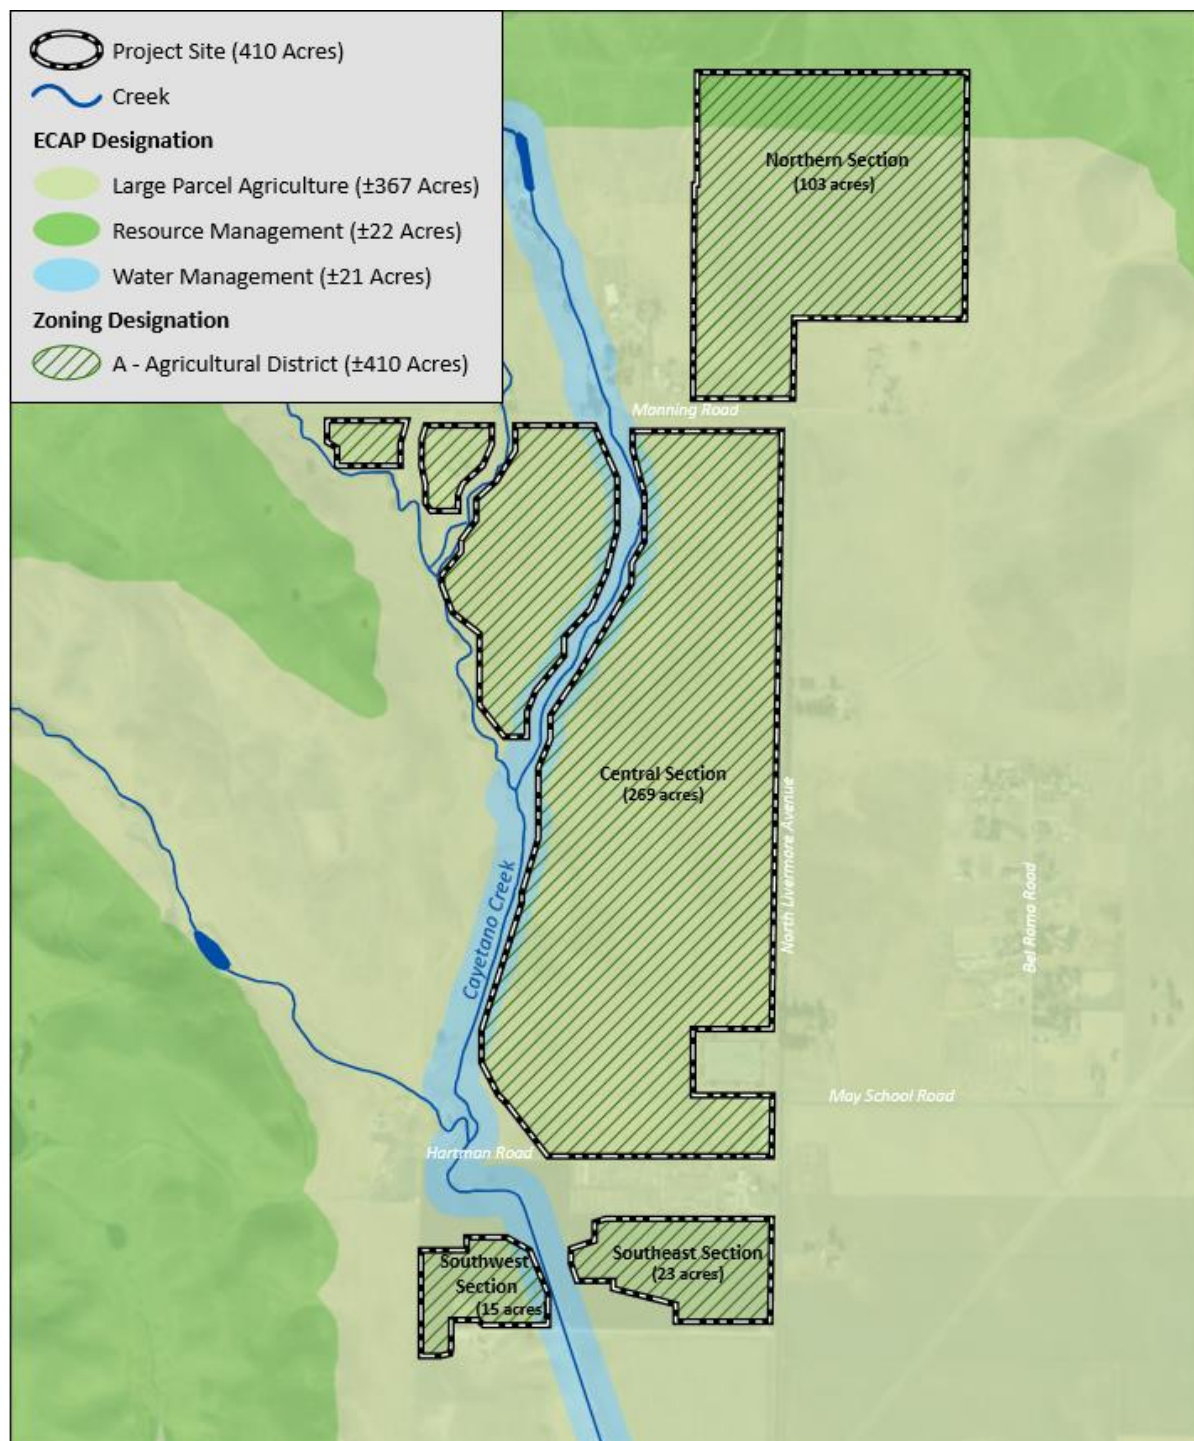 Project Site (410 Acres)
Creek
ECAP Designation
Large Parcel Agriculture (±367 Acres)
Resource Management (±22 Acres)
Water Management (±21 Acres)
Zoning Designation
A - Agricultural District (±410 Acres)
Northern Section
(103 acres)
Manning Road
Central Section
(269 acres)
North Livermore Avenue
Cayetano Creek
Bel Roma Road
May School Road
Hartman Road
Southwest
Section
(15 acres)
Southeast Section
(23 acres)